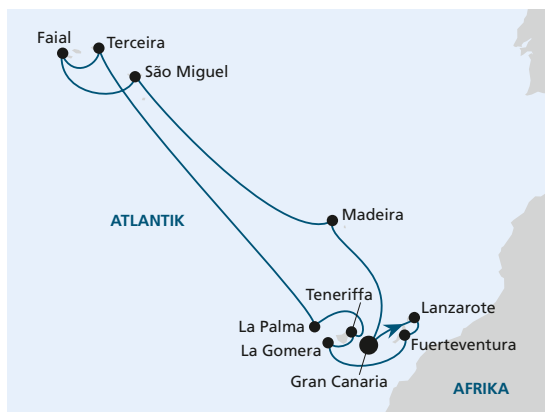 Faial
Terceira
São Miguel
ATLANTIK
Madeira
Teneriffa
Lanzarote
La Palma
La Gomera
Fuerteventura
Gran Canaria
AFRIKA